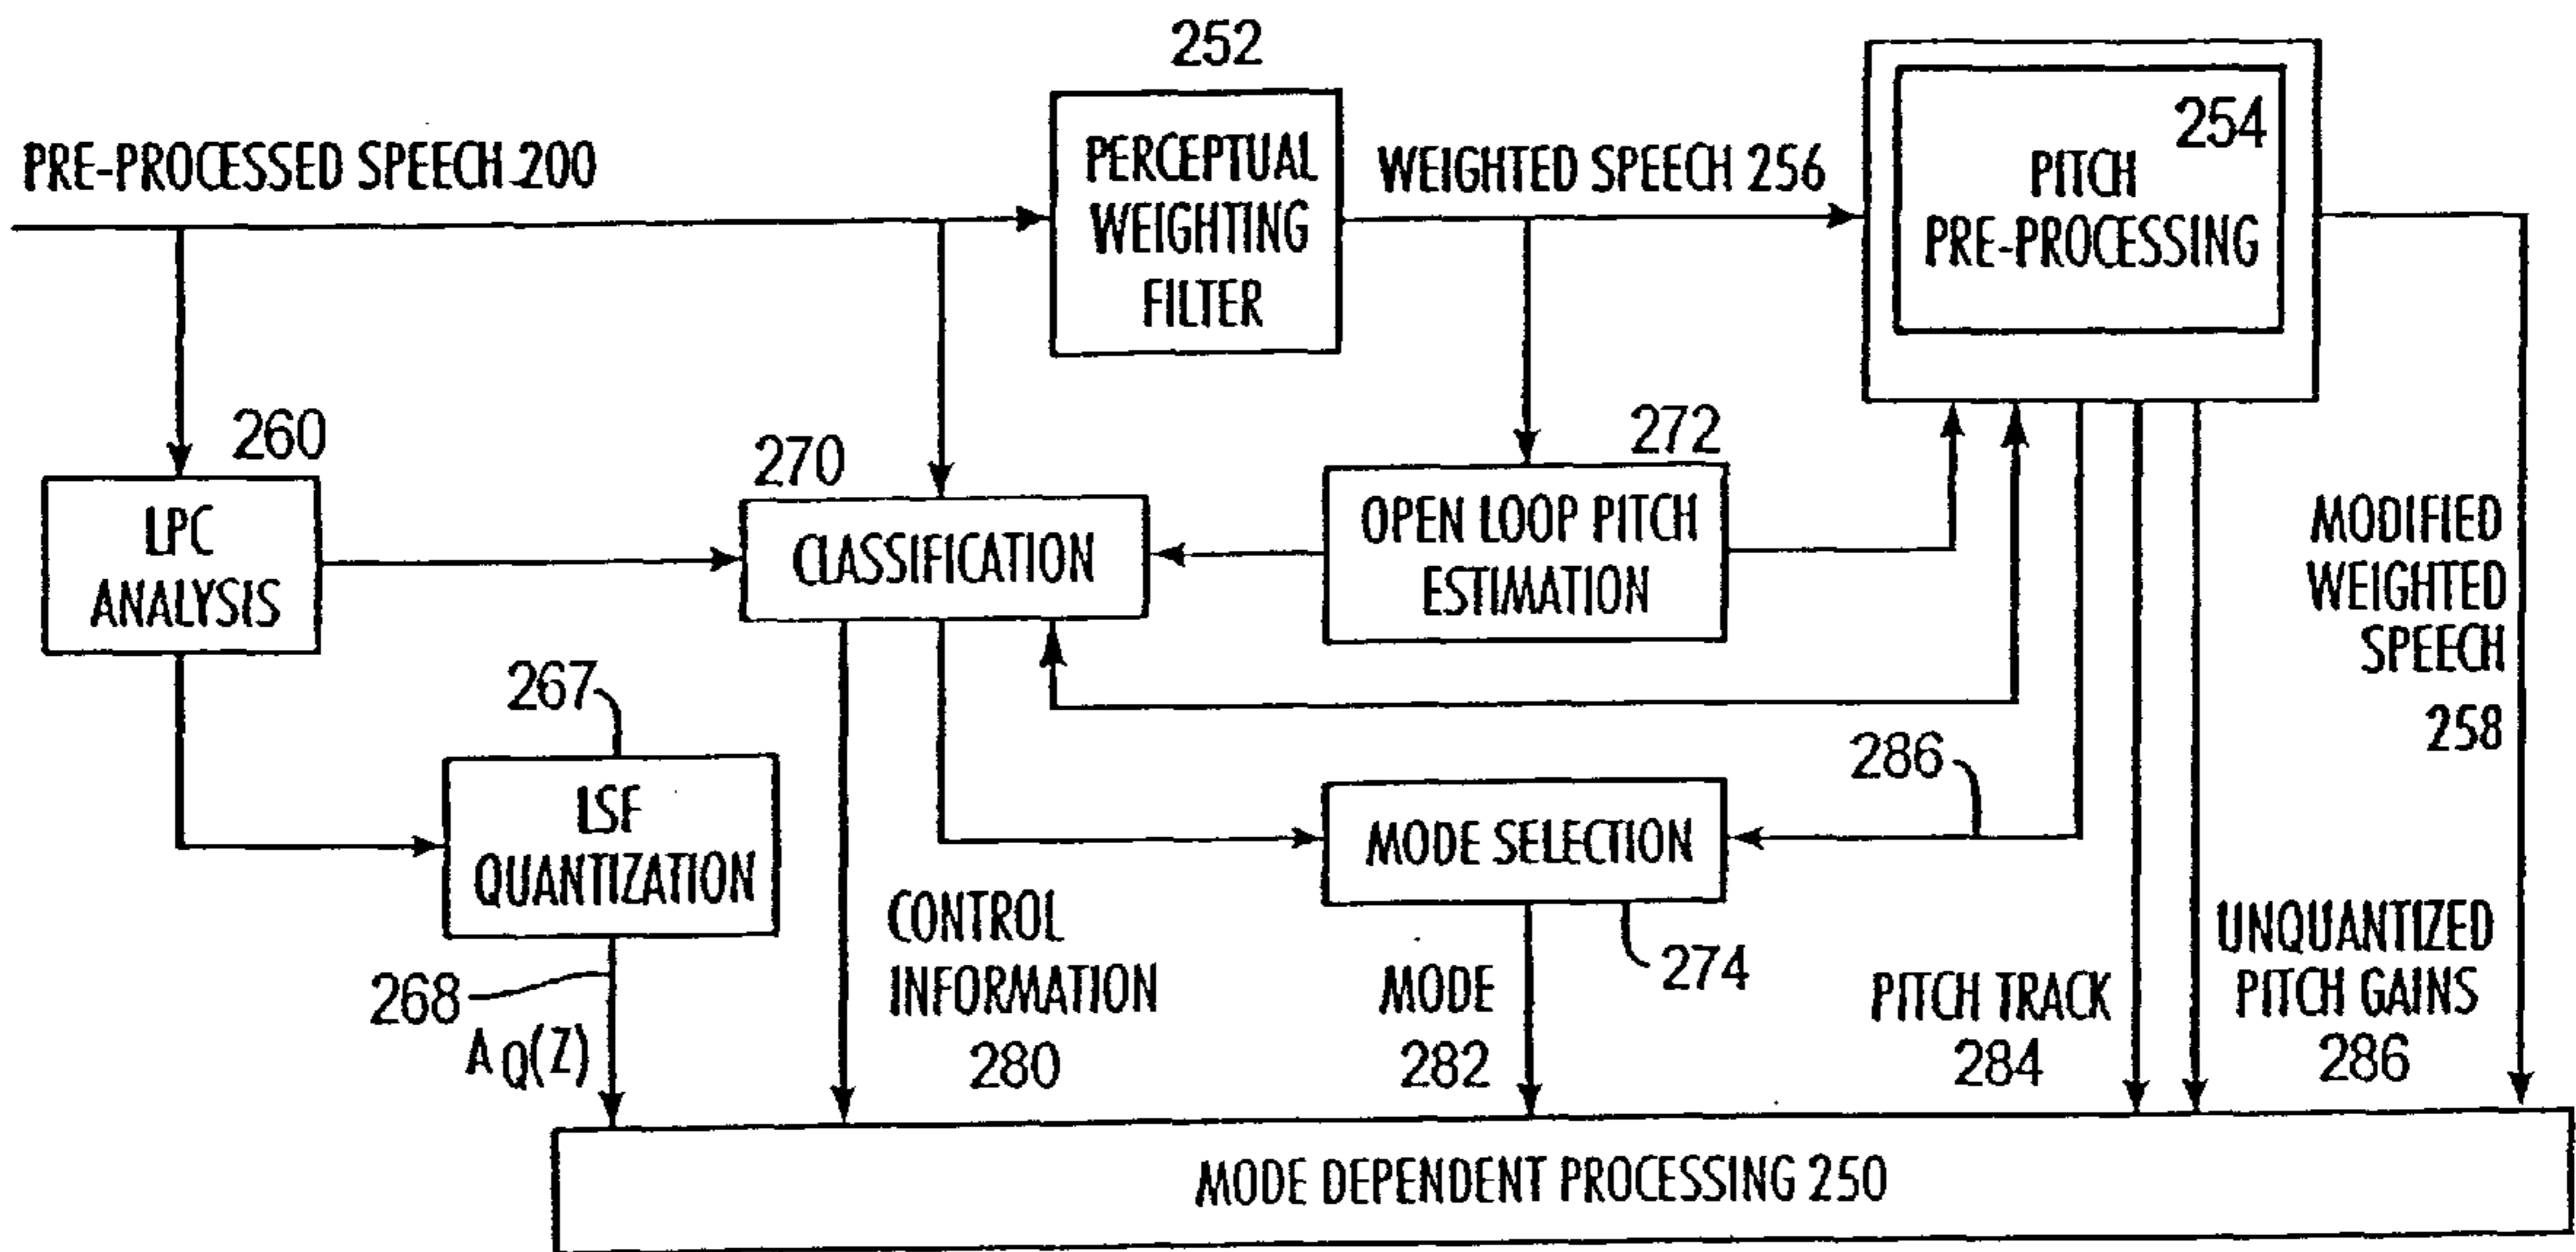 252
PRE-PROCESSED SPEECH 200
PERCEPTUAL
WEIGHTING
FILTER
WEIGHTED SPEECH 256
254
PITCH
PRE-PROCESSING
260
LPC
ANALYSIS
270
CLASSIFICATION
272
OPEN LOOP PITCH
ESTIMATION
MODIFIED
WEIGHTED
SPEECH
258
267
LSF
QUANTIZATION
286
MODE SELECTION
274
268
AQ(Z)
CONTROL
INFORMATION
280
MODE
282
PITCH TRACK
284
UNQUANTIZED
PITCH GAINS
286
MODE DEPENDENT PROCESSING 250